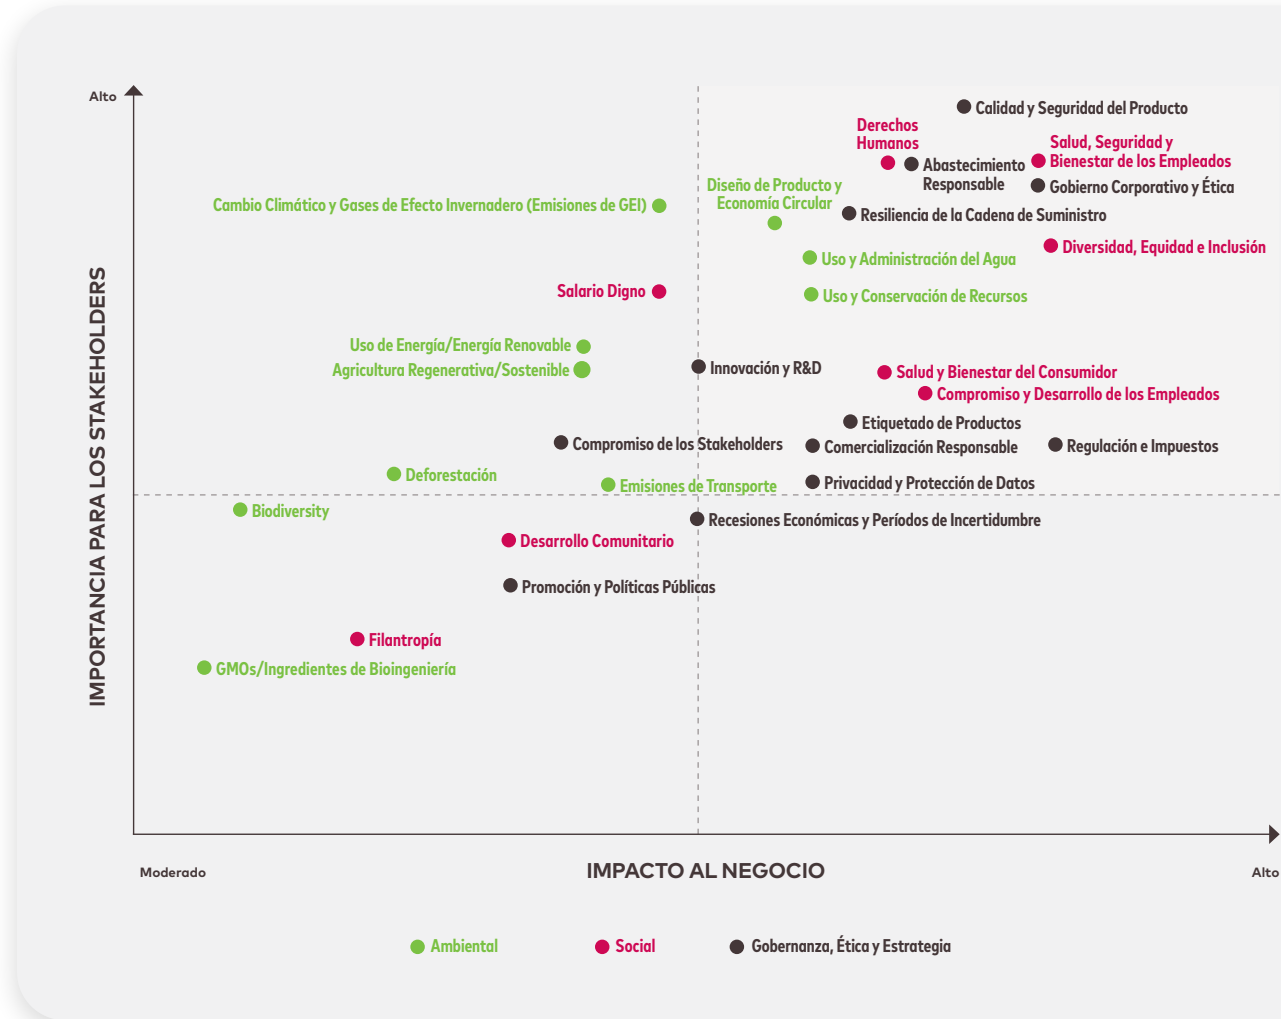 Alto
Calidad y Seguridad del Producto
Derechos
Humanos
Salud, Seguridad y
Bienestar de los Empleados
Abastecimiento
Responsable
Gobierno Corporativo y Ética
Diseño de Producto y
Economía Circular
Cambio Climático y Gases de Efecto Invernadero (Emisiones de GEI)
Resiliencia de la Cadena de Suministro
Diversidad, Equidad e Inclusión
Uso y Administración del Agua
Salario Digno
Uso y Conservación de Recursos
Uso de Energía/Energía Renovable
Agricultura Regenerativa/Sostenible
Innovación y R&D
Salud y Bienestar del Consumidor
Compromiso y Desarrollo de los Empleados
Etiquetado de Productos
Compromiso de los Stakeholders
Comercialización Responsable
Regulación e Impuestos
Deforestación
Emisiones de Transporte
Privacidad y Protección de Datos
Biodiversity
Recesiones Económicas y Períodos de Incertidumbre
Desarrollo Comunitario
Promoción y Políticas Públicas
Filantropía
GMOs/Ingredientes de Bioingeniería
IMPORTANCIA PARA LOS STAKEHOLDERS
Moderado
IMPACTO AL NEGOCIO
Alto
Ambiental
Social
Gobernanza, Ética y Estrategia